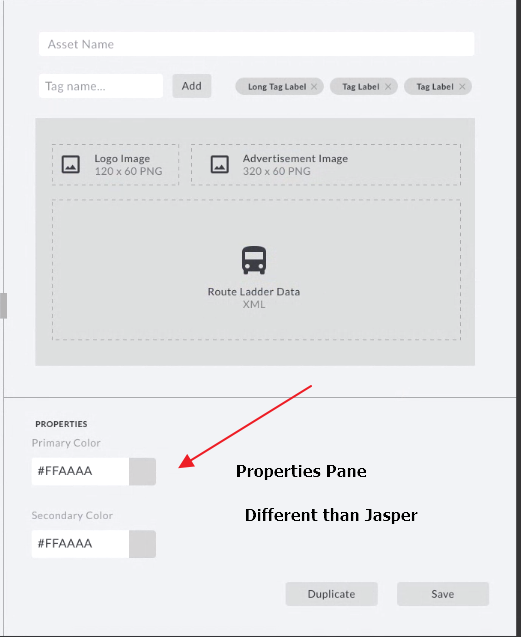 Asset Name
Tag name...
Add
Long Tag Label
Tag Label
Tag Label
Logo Image
120 x 60 PNG
Advertisement Image
320 x 60 PNG
Route Ladder Data
XML
PROPERTIES
Primary Color
#FFAAAA
Properties Pane
Secondary Color
Different than Jasper
#FFAAAA
Duplicate
Save